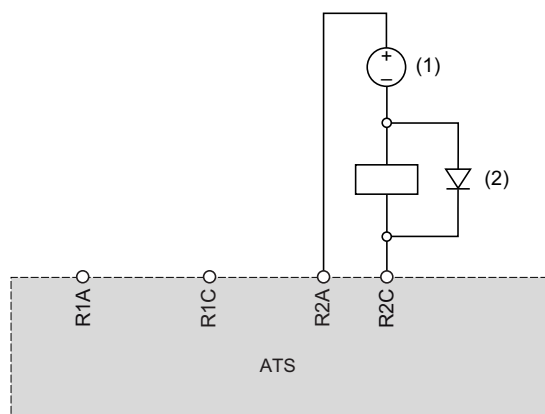 +
(1)
−
(2)
R1A
R1C
R2A
R2C
ATS